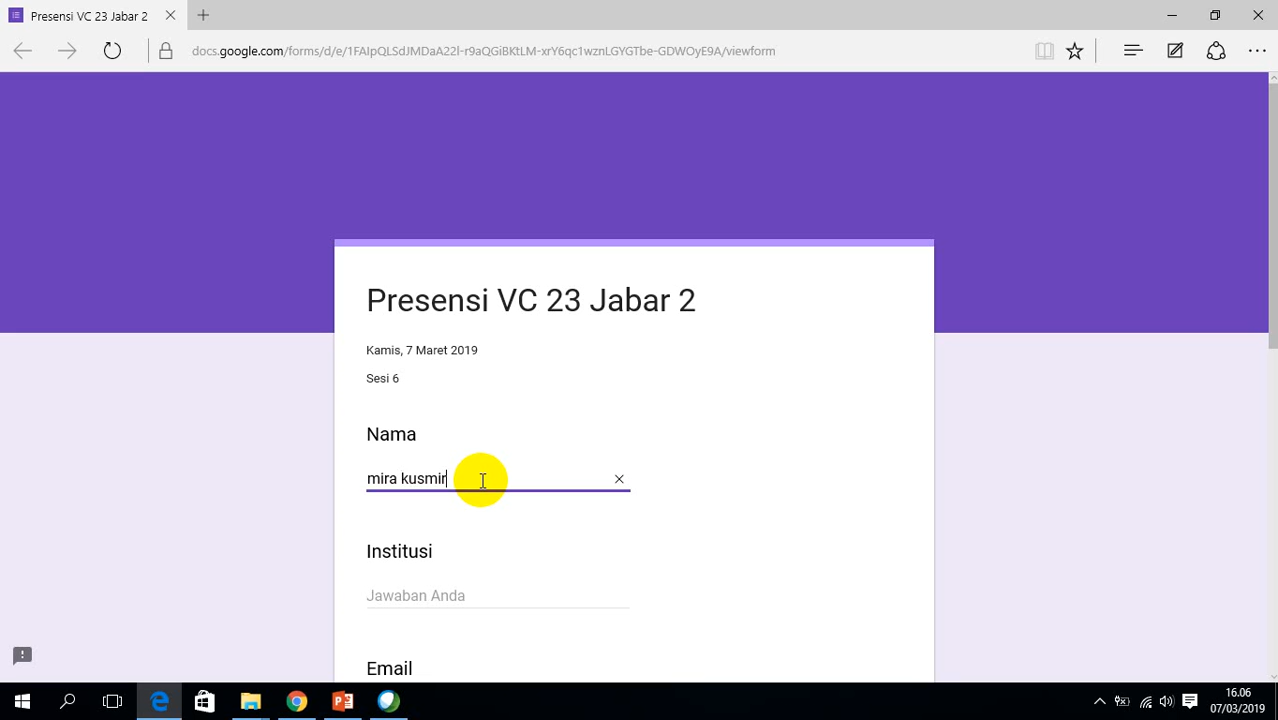 Presensi VC 23 Jabar 2
docs.google.com/forms/d/e/1FAIpQLSdJMDaA22l-r9aQGiBKtLM-xrY6qc1wznLGYGTbe-GDWOyE9A/viewform
Presensi VC 23 Jabar 2
Kamis, 7 Maret 2019
Sesi 6
Nama
mira kusmir
Institusi
Jawaban Anda
Email
16.06
07/03/2019